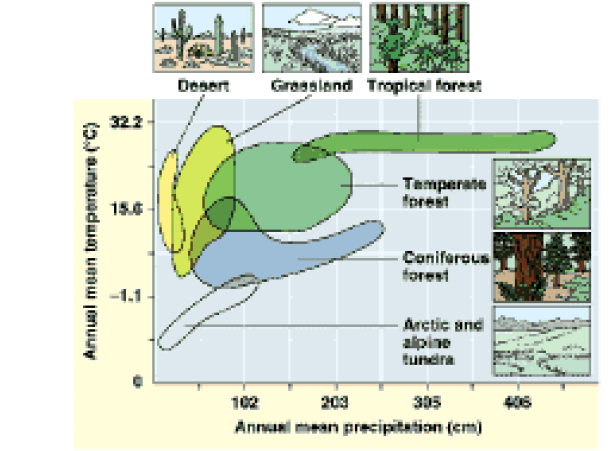 Desert Grassland Tropical forest
32.2
Temperate
forest
15.6
Coniferous
forest
-1.1
Arctic and
alpine
tundra
0
102 203 305 406
Annual mean temperature (°C)
Annual mean precipitation (cm)